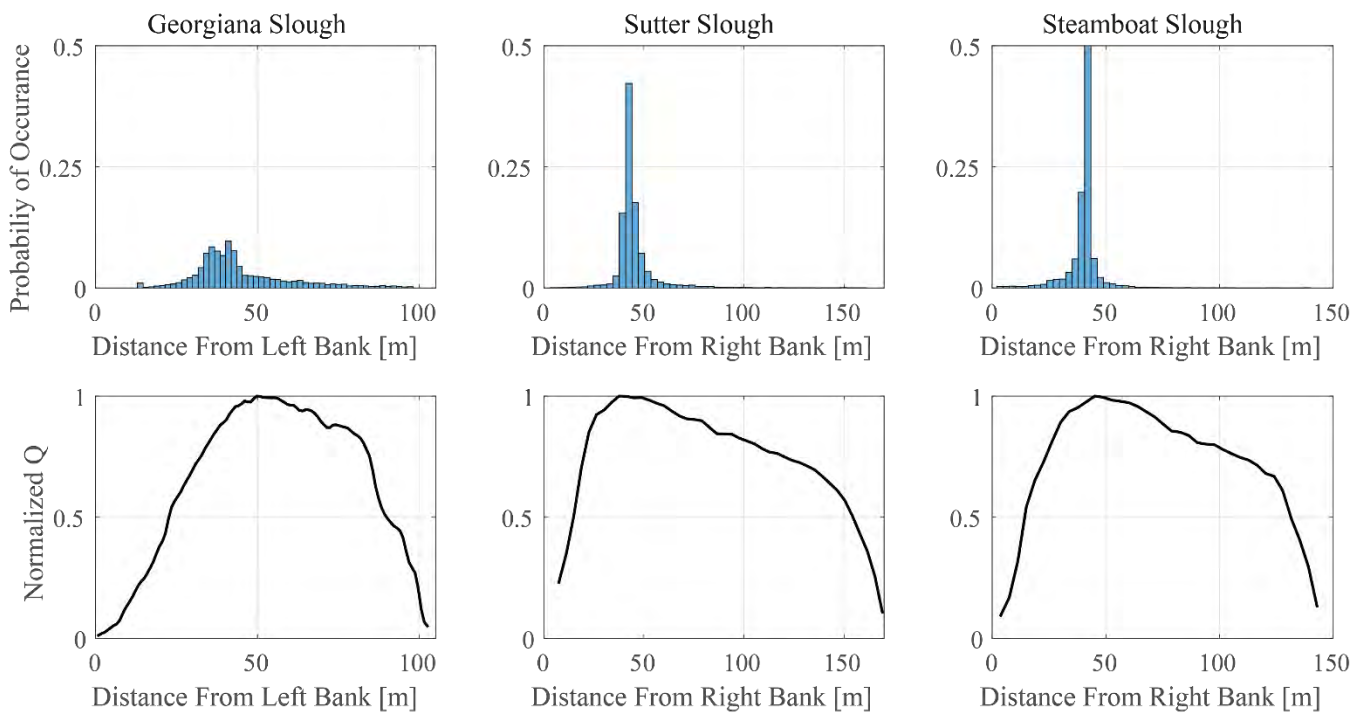 Georgiana Slough
Sutter Slough
Steamboat Slough
Probabiliy of Occurance
0.5
0.25
0
0 50 100
Distance From Left Bank [m]
0.5
0.25
0
0 50 100 150
Distance From Right Bank [m]
0.5
0.25
0
0 50 100 150
Distance From Right Bank [m]
Normalized Q
1
0.5
0
0 50 100
Distance From Left Bank [m]
1
0.5
0
0 50 100 150
Distance From Right Bank [m]
1
0.5
0
0 50 100 150
Distance From Right Bank [m]